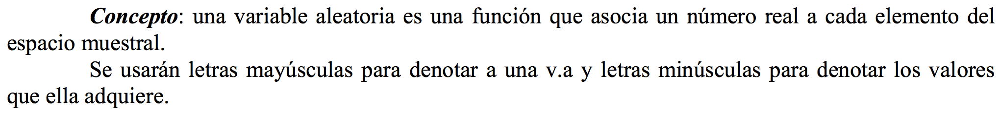 Concepto: una variable aleatoria es una función que asocia un número real a cada elemento del
espacio muestral.
Se usarán letras mayúsculas para denotar a una v.a y letras minúsculas para denotar los valores
que ella adquiere.